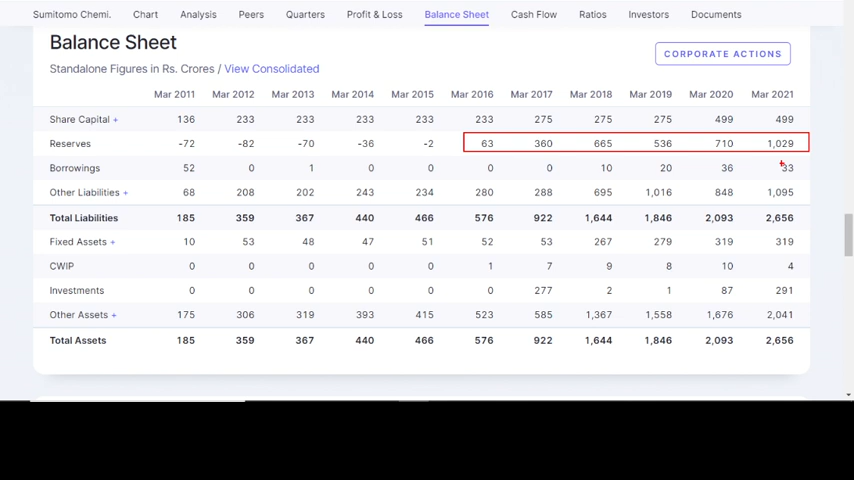 Sumitomo Chemi. Chart Analysis Peers Quarters Profit & Loss Balance Sheet Cash Flow Ratios Investors Documents
Balance Sheet
CORPORATE ACTIONS
Standalone Figures in Rs. Crores / View Consolidated
Mar 2011 Mar 2012 Mar 2013 Mar 2014 Mar 2015 Mar 2016 Mar 2017 Mar 2018 Mar 2019 Mar 2020 Mar 2021
Share Capital + 136 233 233 233 233 233 275 275 275 499 499
Reserves -72 -82 -70 -36 -2 63 360 665 536 710 1,029
Borrowings 52 0 1 0 0 0 0 10 20 36 33
Other Liabilities + 68 208 202 243 234 280 288 695 1,016 848 1,095
Total Liabilities 185 359 367 440 466 576 922 1,644 1,846 2,093 2,656
Fixed Assets + 10 53 48 47 51 52 53 267 279 319 319
CWIP 0 0 0 0 0 1 7 9 8 10 4
Investments 0 0 0 0 0 0 277 2 1 87 291
Other Assets + 175 306 319 393 415 523 585 1,367 1,558 1,676 2,041
Total Assets 185 359 367 440 466 576 922 1,644 1,846 2,093 2,656